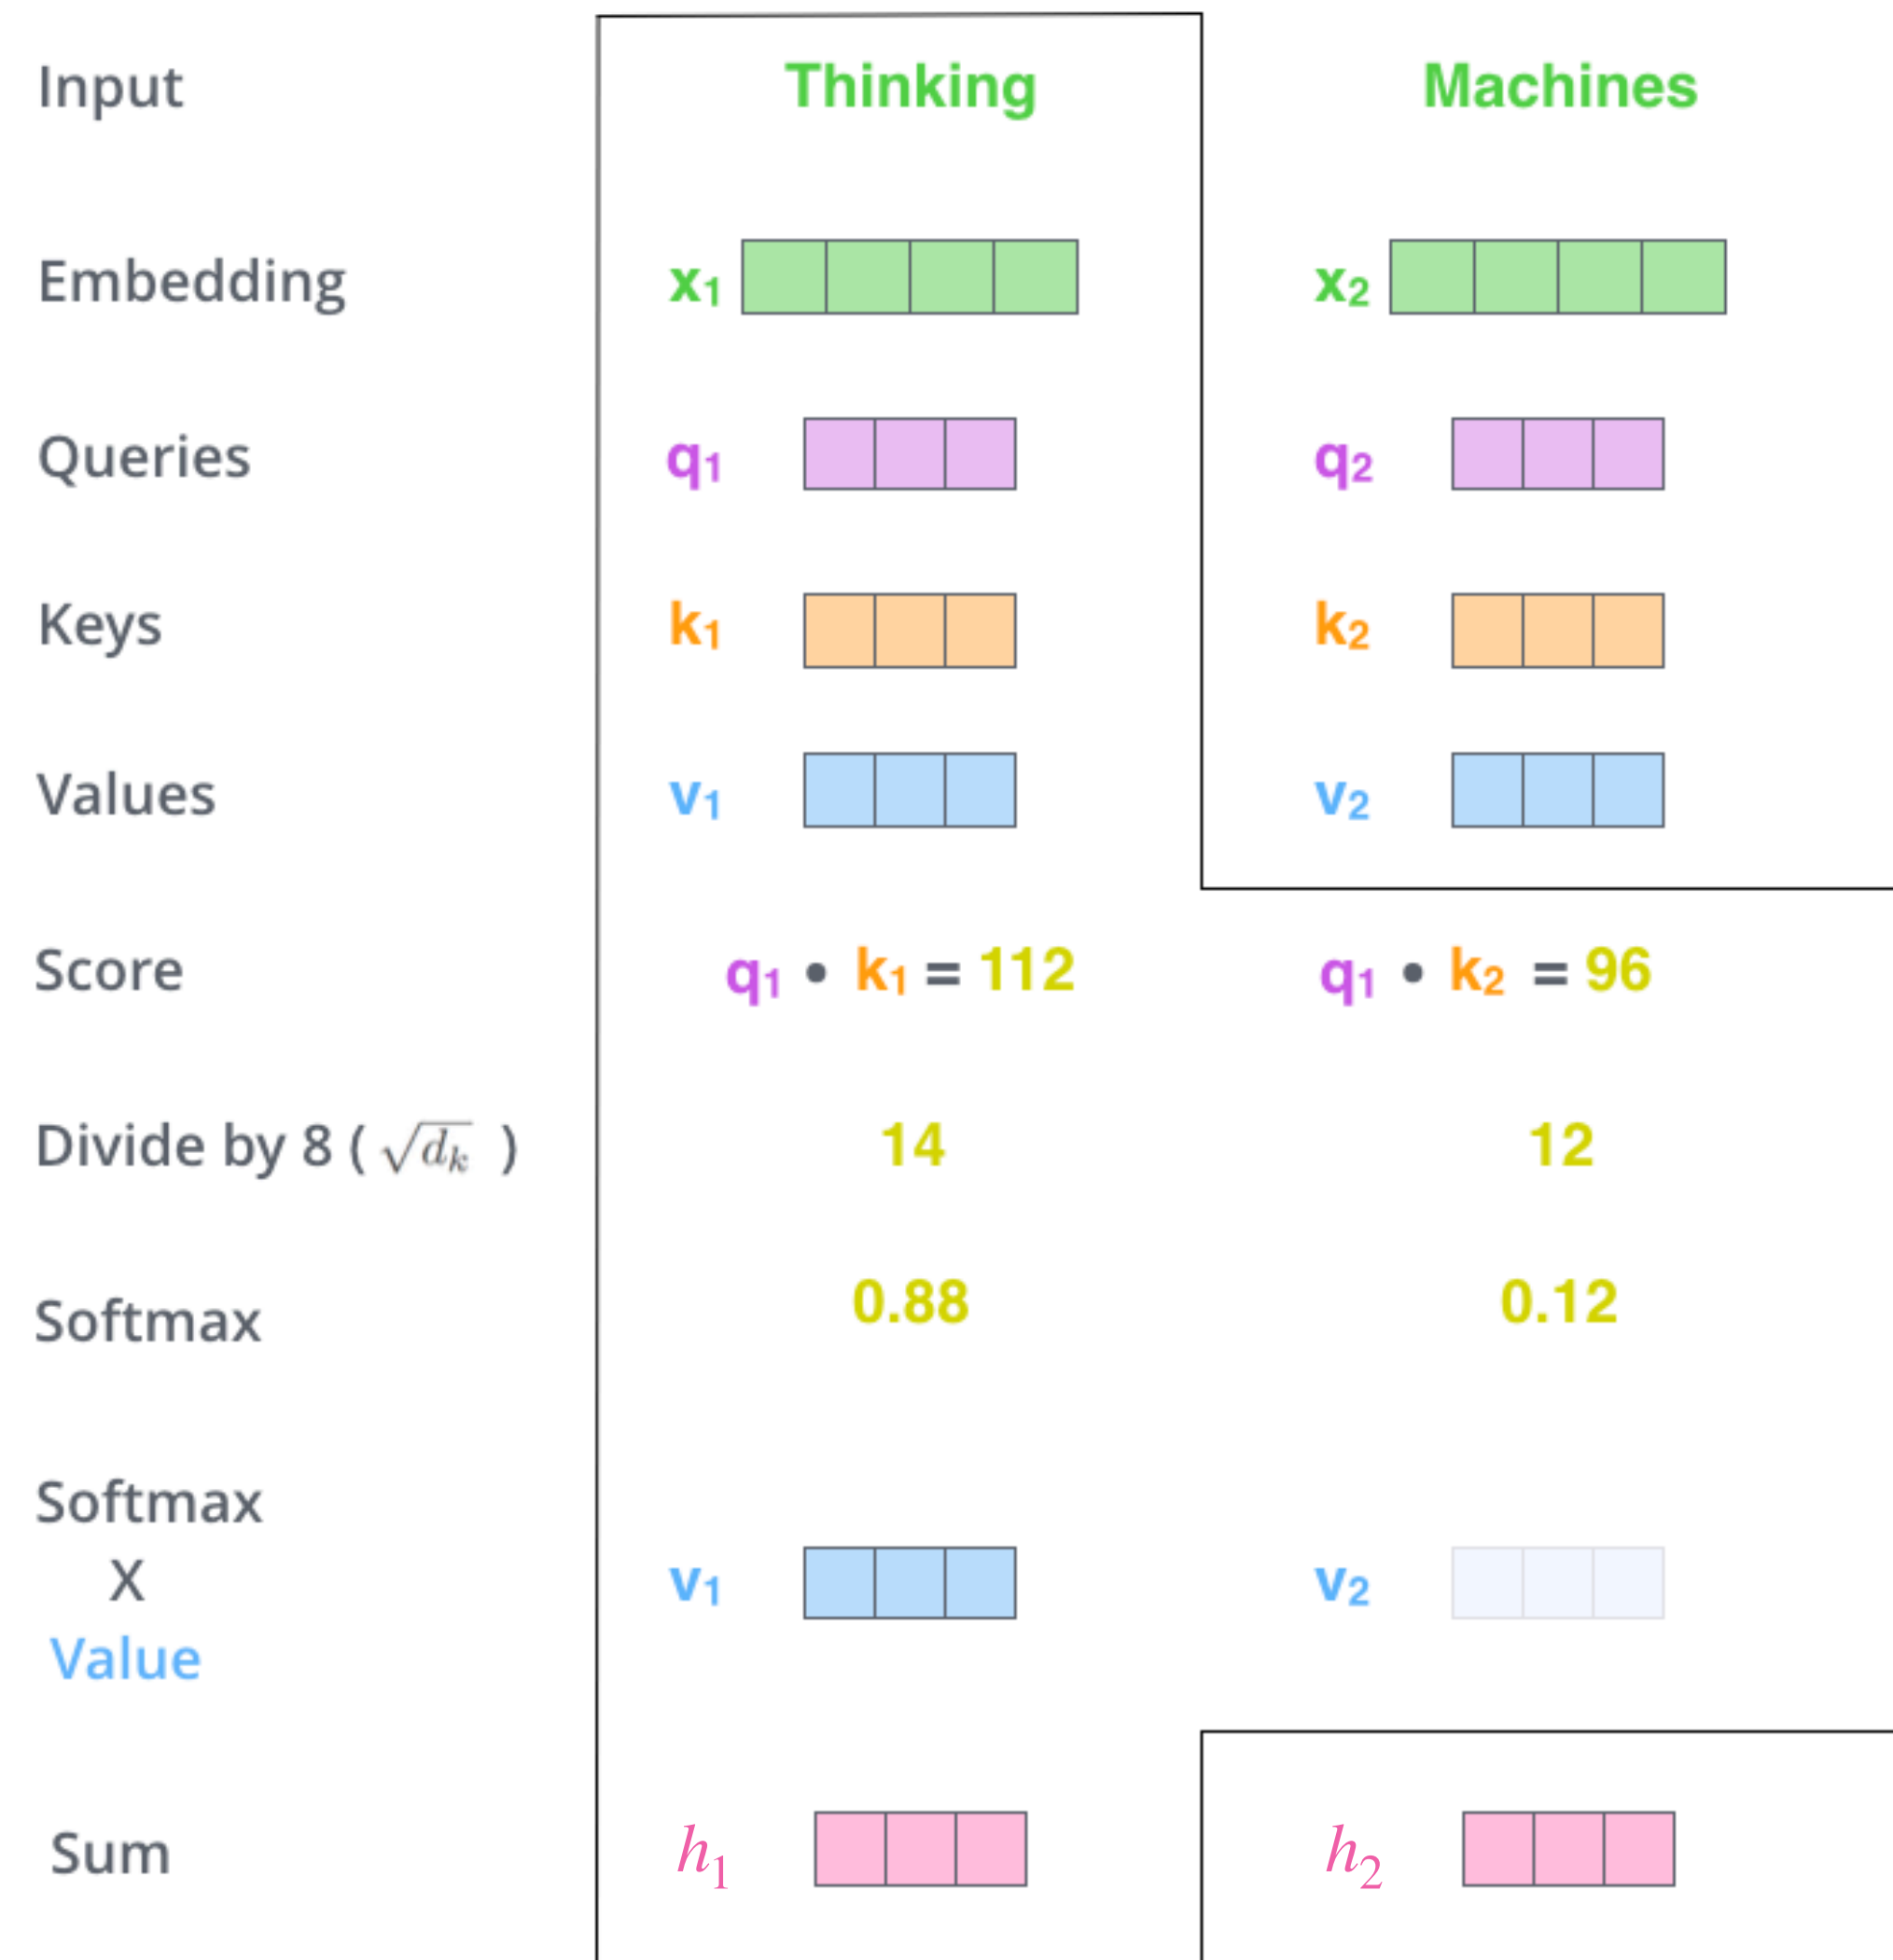 Input Thinking Machines
Embedding x1 x2
Queries q1 q2
Keys k1 k2
Values v1 v2
Score q1 • k1 = 112 q1 • k2 = 96
Divide by 8 ( √dk ) 14 12
Softmax 0.88 0.12
Softmax
X
Value
v1 v2
Sum h1 h2